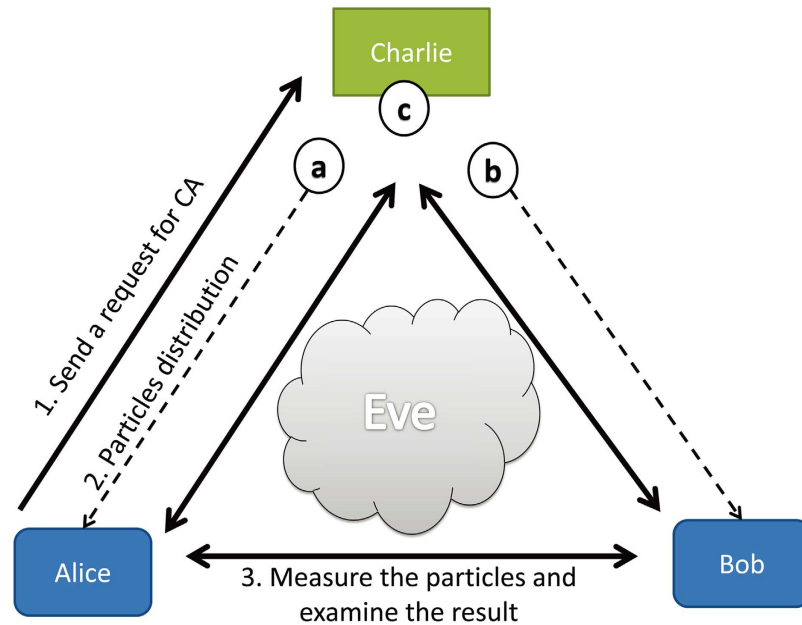 Charlie
c
a
b
1. Send a request for CA
2. Particles distribution
Eve
Alice
Bob
3. Measure the particles and
examine the result